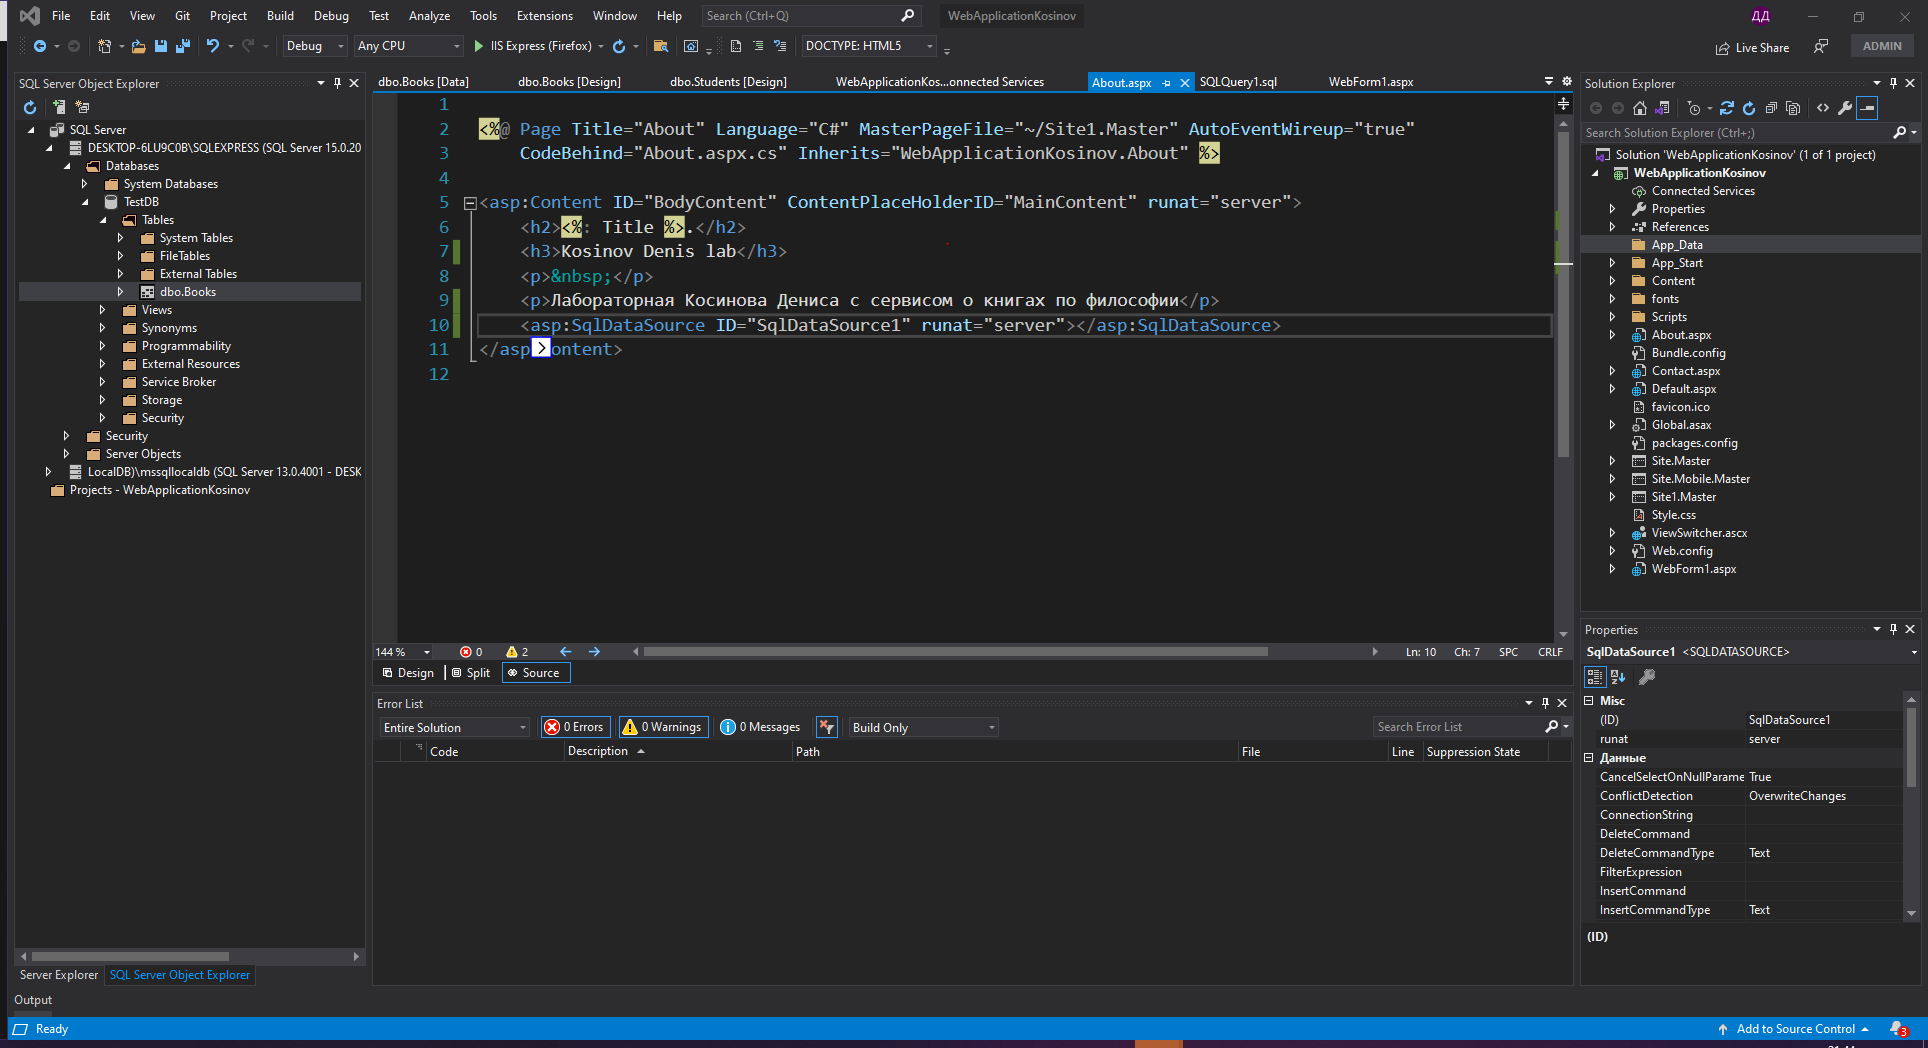 File Edit View Git Project Build Debug Test Analyze Tools Extensions Window Help Search (Ctrl+Q) WebApplicationKosinov ДД
Debug Any CPU IIS Express (Firefox) DOCTYPE: HTML5 Live Share ADMIN
SQL Server Object Explorer
SQL Server
DESKTOP-6LU9C0B\SQLEXPRESS (SQL Server 15.0.20
Databases
System Databases
TestDB
Tables
System Tables
FileTables
External Tables
dbo.Books
Views
Synonyms
Programmability
External Resources
Service Broker
Storage
Security
Security
Server Objects
LocalDB)\mssqllocaldb (SQL Server 13.0.4001 - DESK
Projects - WebApplicationKosinov
Server Explorer SQL Server Object Explorer
dbo.Books [Data] dbo.Books [Design] dbo.Students [Design] WebApplicationKos...onnected Services About.aspx SQLQuery1.sql WebForm1.aspx
1
2 <%@ Page Title="About" Language="C#" MasterPageFile="~/Site1.Master" AutoEventWireup="true"
3 CodeBehind="About.aspx.cs" Inherits="WebApplicationKosinov.About" %>
4
5 <asp:Content ID="BodyContent" ContentPlaceHolderID="MainContent" runat="server">
6 <h2><%: Title %>.</h2>
7 <h3>Kosinov Denis lab</h3>
8 <p>&nbsp;</p>
9 <p>Лабораторная Косинова Дениса с сервисом о книгах по философии</p>
10 <asp:SqlDataSource ID="SqlDataSource1" runat="server"></asp:SqlDataSource>
11 </asp ontent>
12
144 % 0 2 Ln: 10 Ch: 7 SPC CRLF
Design Split Source
Error List
Entire Solution 0 Errors 0 Warnings 0 Messages Build Only Search Error List
Code Description Path File Line Suppression State
Solution Explorer
Search Solution Explorer (Ctrl+;)
Solution 'WebApplicationKosinov' (1 of 1 project)
WebApplicationKosinov
Connected Services
Properties
References
App_Data
App_Start
Content
fonts
Scripts
About.aspx
Bundle.config
Contact.aspx
Default.aspx
favicon.ico
Global.asax
packages.config
Site.Master
Site.Mobile.Master
Site1.Master
Style.css
ViewSwitcher.ascx
Web.config
WebForm1.aspx
Properties
SqlDataSource1 <SQLDATASOURCE>
Misc
(ID) SqlDataSource1
runat server
Данные
CancelSelectOnNullParame True
ConflictDetection OverwriteChanges
ConnectionString
DeleteCommand
DeleteCommandType Text
FilterExpression
InsertCommand
InsertCommandType Text
(ID)
Output
Ready Add to Source Control 3